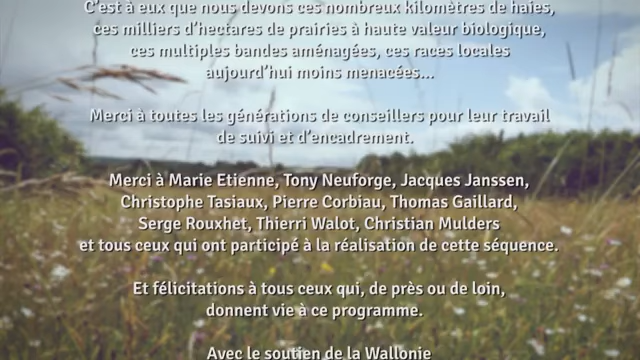 C'est à eux que nous devons ces nombreux kilomètres de haies,
ces milliers d'hectares de prairies à haute valeur biologique,
ces multiples bandes aménagées, ces races locales
aujourd'hui moins menacées...
Merci à toutes les générations de conseillers pour leur travail
de suivi et d'encadrement.
Merci à Marie Etienne, Tony Neuforge, Jacques Janssen,
Christophe Tasiaux, Pierre Corbiau, Thomas Gaillard,
Serge Rouxhet, Thierri Walot, Christian Mulders
et tous ceux qui ont participé à la réalisation de cette séquence.
Et félicitations à tous ceux qui, de près ou de loin,
donnent vie à ce programme.
Avec le soutien de la Wallonie